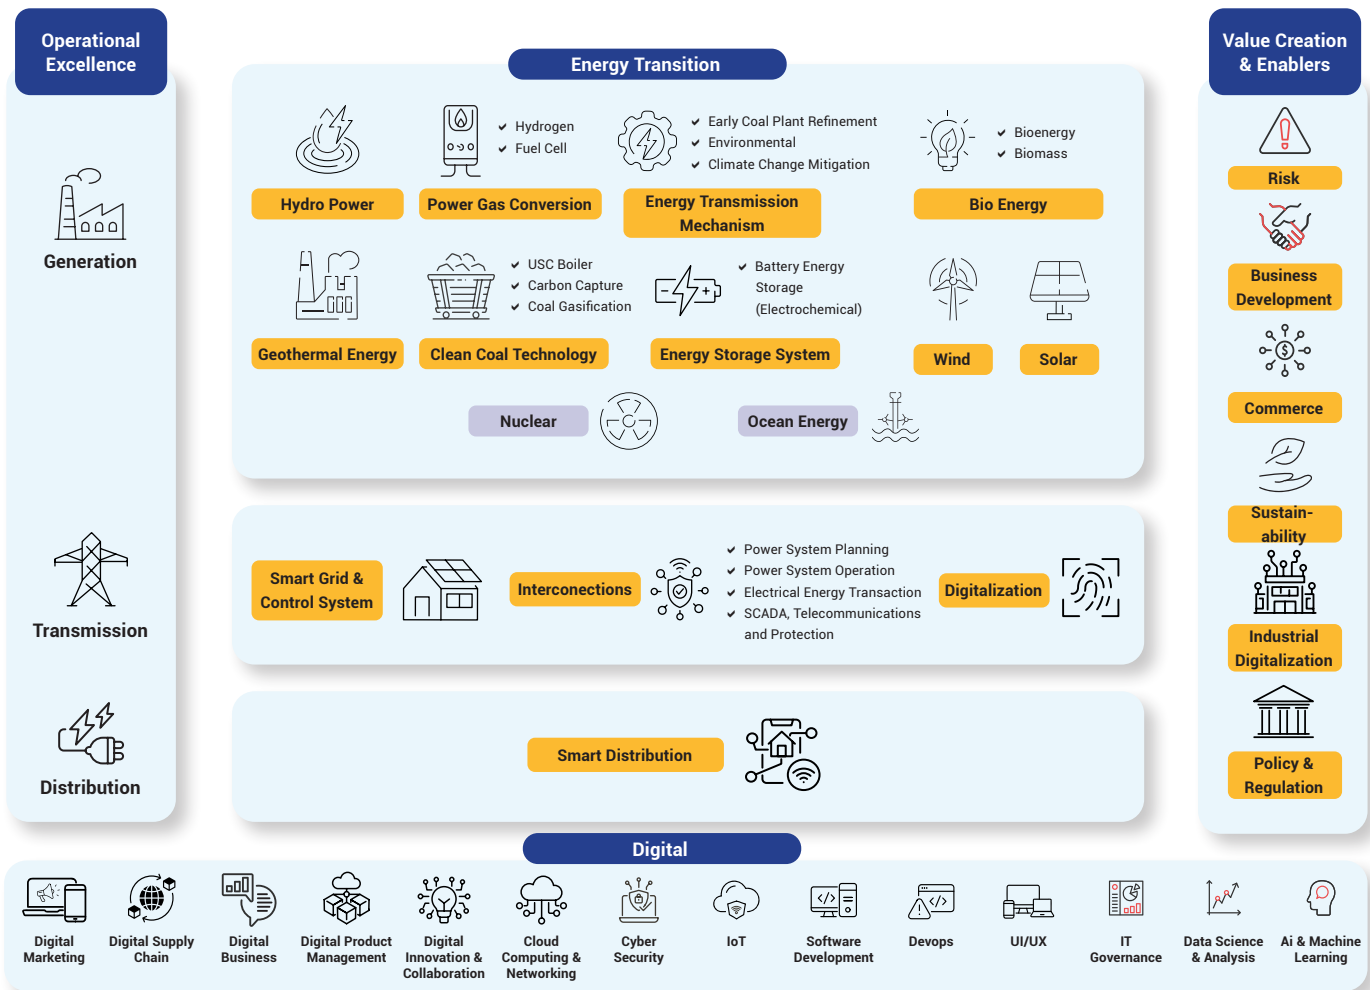 Operational
Excellence
Generation
Transmission
Distribution
Energy Transition
Hydro Power
Hydrogen
Fuel Cell
Power Gas Conversion
Early Coal Plant Refinement
Environmental
Climate Change Mitigation
Energy Transmission
Mechanism
Bioenergy
Biomass
Bio Energy
Geothermal Energy
USC Boiler
Carbon Capture
Coal Gasification
Clean Coal Technology
Battery Energy
Storage
(Electrochemical)
Energy Storage System
Wind
Solar
Nuclear
Ocean Energy
Smart Grid &
Control System
Interconections
Power System Planning
Power System Operation
Electrical Energy Transaction
SCADA, Telecommunications
and Protection
Digitalization
Smart Distribution
Value Creation
& Enablers
Risk
Business
Development
Commerce
Sustain-
ability
Industrial
Digitalization
Policy &
Regulation
Digital
Digital
Marketing
Digital Supply
Chain
Digital
Business
Digital Product
Management
Digital
Innovation &
Collaboration
Cloud
Computing &
Networking
Cyber
Security
IoT
Software
Development
Devops
UI/UX
IT
Governance
Data Science
& Analysis
Ai & Machine
Learning